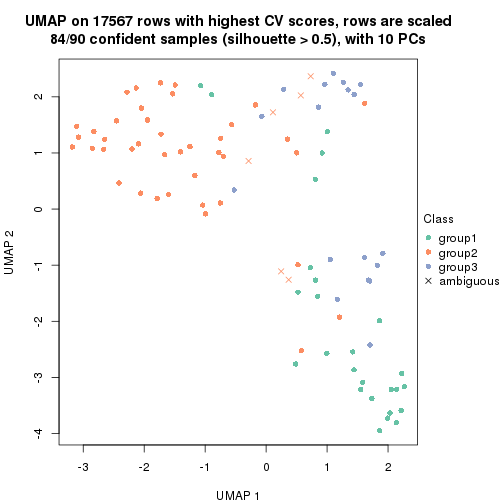 UMAP on 17567 rows with highest CV scores, rows are scaled
84/90 confident samples (silhouette > 0.5), with 10 PCs
2
1
0
-1
-2
-3
-4
UMAP 2
-3 -2 -1 0 1 2
UMAP 1
Class
group1
group2
group3
ambiguous